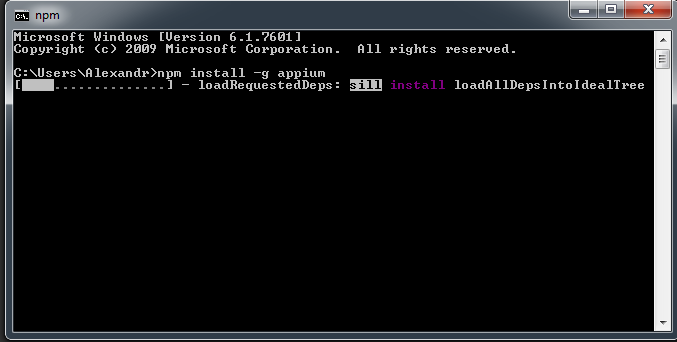 npm
Microsoft Windows [Version 6.1.7601]
Copyright (c) 2009 Microsoft Corporation.  All rights reserved.
C:\Users\Alexandr>npm install -g appium
[    ..............] - loadRequestedDeps: sill install loadAllDepsIntoIdealTree